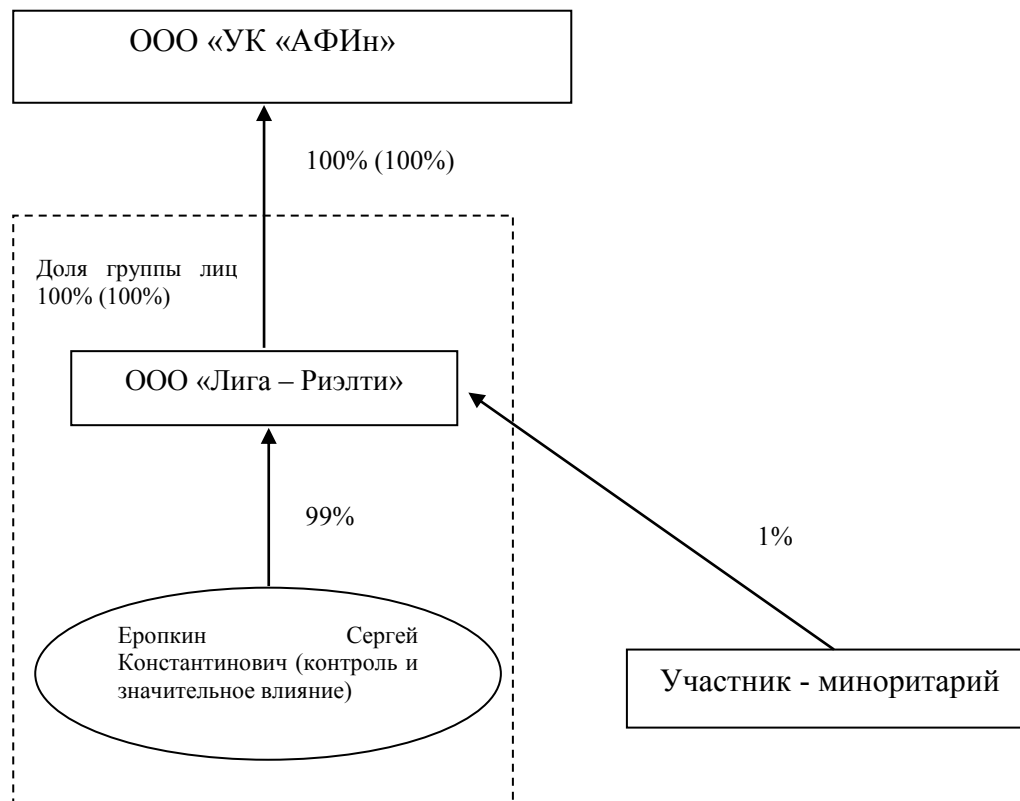 ООО «УК «АФИн»
100% (100%)
Доля группы лиц
100% (100%)
ООО «Лига – Риэлти»
99%
1%
Еропкин Сергей
Константинович (контроль и
значительное влияние)
Участник - миноритарий